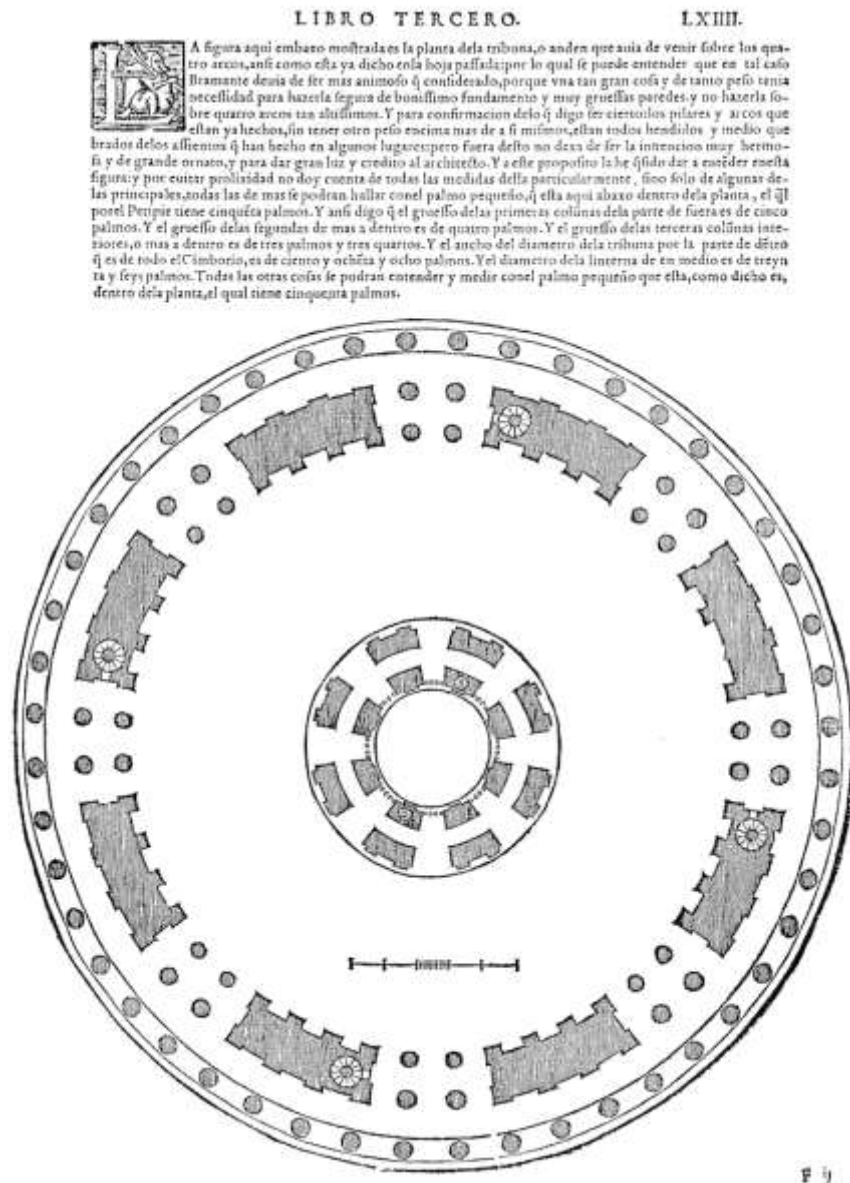 LIBRO TERCERO. LXIIII.
LA figura aqui embaxo mostrada es la planta dela tribuna, o anden que auia de venir sobre los qua-
tro arcos, ansi como esta ya dicho enla hoja passada: por lo qual se puede entender que en tal caso
Bramante deuia de ser mas animoso q̃ considerado, porque vna tan gran cosa y de tanto peso tenia
necessidad para hazerla segura de bonissimo fundamento y muy gruessas paredes. y no hazerla so-
bre quatro arcos tan altissimos. Y para confirmacion delo q̃ digo ser cierto, los pilares y arcos que
estan ya hechos, sin tener otro peso encima mas de a si mismos, estan todos hendidos y medio que
brados delos assientos q̃ han hecho en algunos lugares: pero fuera desto no dexa de ser la intencion muy hermo-
sa y de grande ornato, y para dar gran luz y credito al architecto. Y a este proposito la he q̃sido dar a entẽder enesta
figura: y por euitar prolixidad no doy cuenta de todas las medidas della particularmente, sino solo de algunas de-
las principales, todas las de mas se podran hallar conel palmo pequeño, q̃ esta aqui abaxo dentro dela planta, el q̃l
por el Peripie tiene cinquẽta palmos. Y ansi digo q̃ el gruesso delas primeras colũnas dela parte de fuera es de cinco
palmos. Y el gruesso delas segundas de mas a dentro es de quatro palmos. Y el gruesso delas terceras colũnas inte-
riores, o mas a dentro es de tres palmos y tres quartos. Y el ancho del diametro dela tribuna por la parte de dẽtro
q̃ es de todo el Cimborio, es de ciento y ochẽta y ocho palmos. Y el diametro dela linterna de en medio es de treyn
ta y seys palmos. Todas las otras cosas se podran entender y medir conel palmo pequeño que esta, como dicho es,
dentro dela planta, el qual tiene cinquenta palmos.
F ij